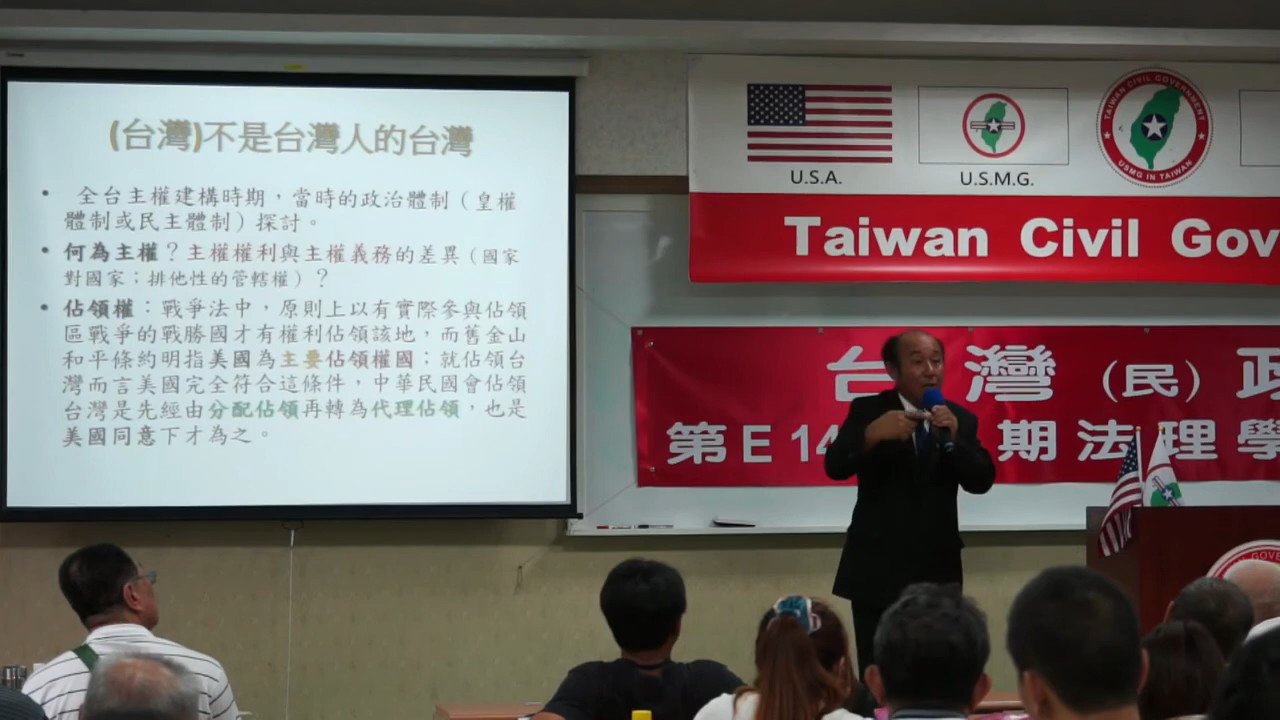 (台灣)不是台灣人的台灣
• 全台主權建構時期，當時的政治體制（皇權
體制或民主體制）探討。
• 何為主權？主權權利與主權義務的差異（國家
對國家；排他性的管轄權）？
• 佔領權：戰爭法中，原則上以有實際參與佔領
區戰爭的戰勝國才有權利佔領該地，而舊金山
和平條約明指美國為主要佔領權國；就佔領台
灣而言美國完全符合這條件，中華民國會佔領
台灣是先經由分配佔領再轉為代理佔領，也是
美國同意下才為之。
U.S.A.
U.S.M.G.
TAIWAN CIVIL GOVERNMENT
USMG IN TAIWAN
Taiwan Civil Gov
台灣（民）政
第E14 期法理學